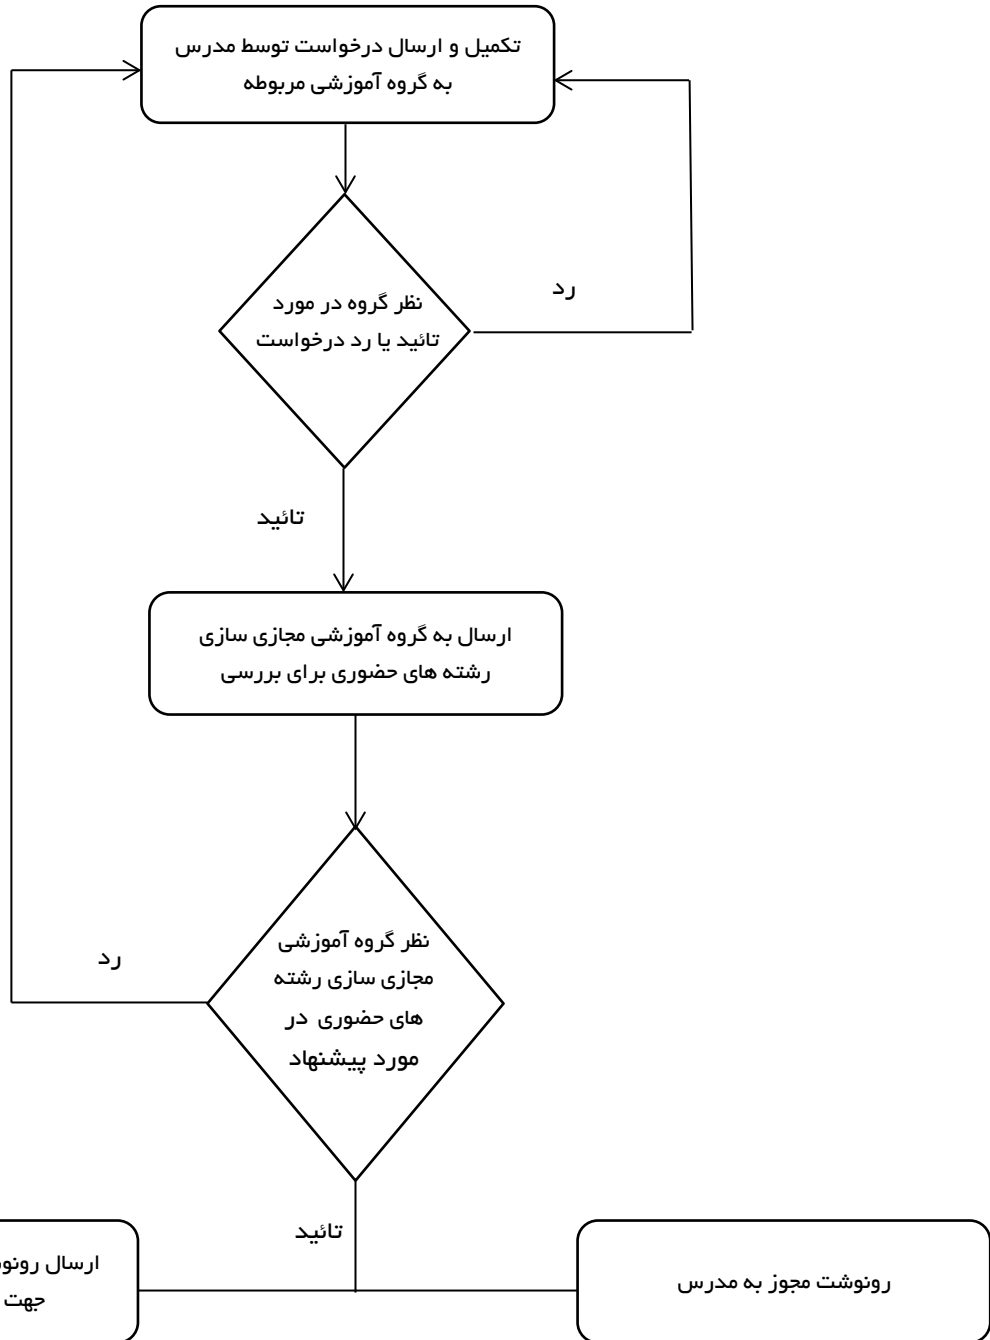 تکمیل و ارسال درخواست توسط مدرس
به گروه آموزشی مربوطه
رد
نظر گروه در مورد
تائید یا رد درخواست
تائید
ارسال به گروه آموزشی مجازی سازی
رشته های حضوری برای بررسی
نظر گروه آموزشی
مجازی سازی رشته
های حضوری در
مورد پیشنهاد
رد
تائید
رونوشت مجوز به مدرس
ارسال
جهت